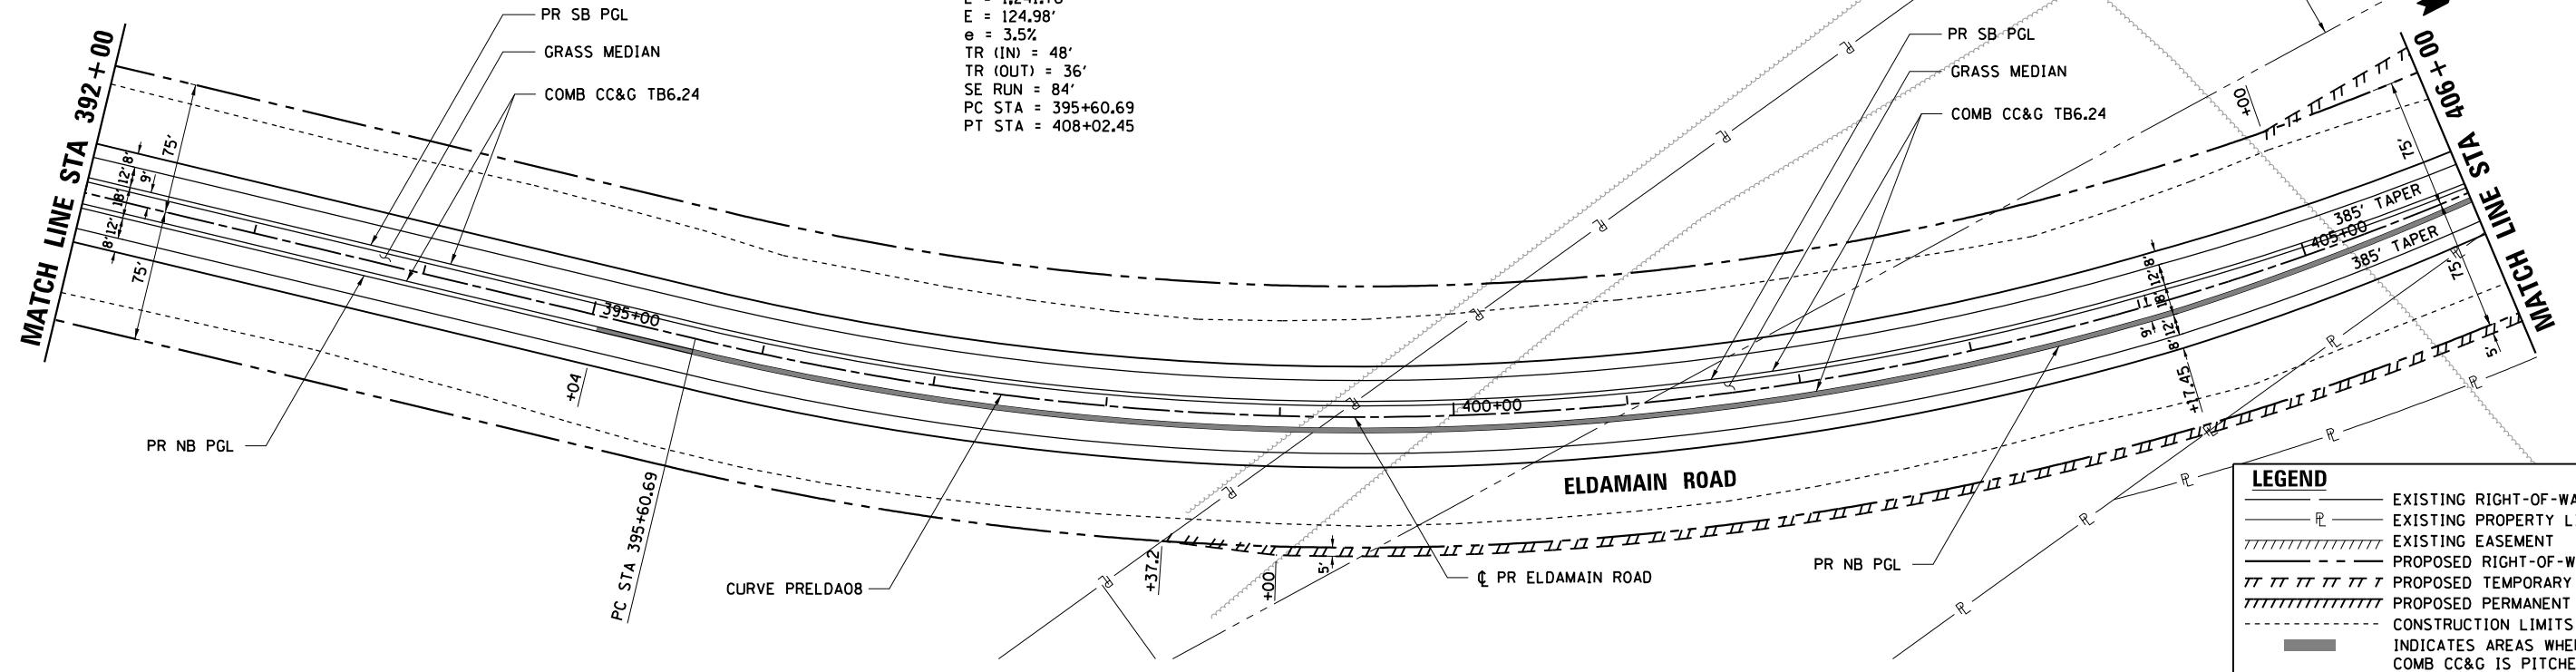 MATCH LINE STA 392+00
PR SB PGL
GRASS MEDIAN
COMB CC&G TB6.24
E = 124.98'
e = 3.5%
TR (IN) = 48'
TR (OUT) = 36'
SE RUN = 84'
PC STA = 395+60.69
PT STA = 408+02.45
PR SB PGL
GRASS MEDIAN
COMB CC&G TB6.24
MATCH LINE STA 406+00
75'
8'
12'
9'
18'
12'
8'
75'
395+00
+04
PR NB PGL
PC STA 395+60.69
CURVE PRELDA08
400+00
ELDAMAIN ROAD
℄ PR ELDAMAIN ROAD
+37.2
+00
5'
PR NB PGL
+00
75'
385' TAPER
405+00
385' TAPER
75'
8'
12'
18'
9'
12'
8'
+17.45
5'
℄
LEGEND
EXISTING RIGHT-OF-WA
EXISTING PROPERTY L
EXISTING EASEMENT
PROPOSED RIGHT-OF-W
PROPOSED TEMPORARY
PROPOSED PERMANENT
CONSTRUCTION LIMITS
INDICATES AREAS WHE
COMB CC&G IS PITCHE